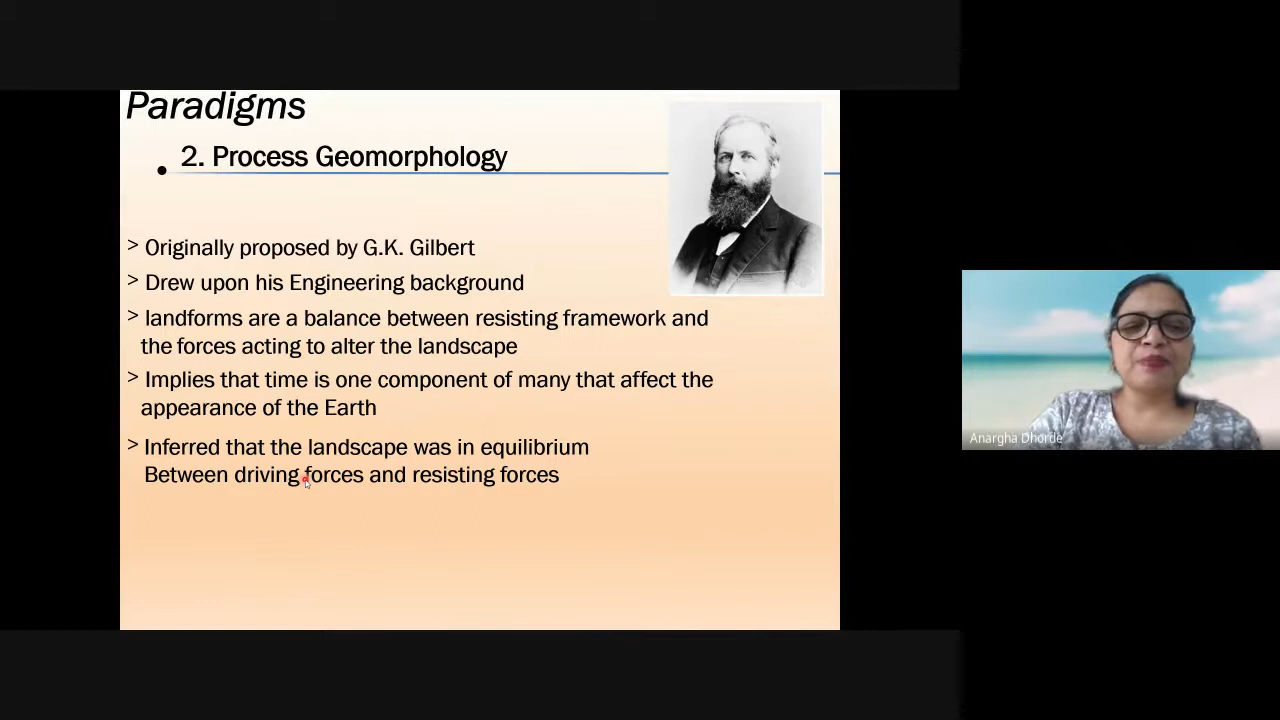 Paradigms
• 2. Process Geomorphology
> Originally proposed by G.K. Gilbert
> Drew upon his Engineering background
> landforms are a balance between resisting framework and
the forces acting to alter the landscape
> Implies that time is one component of many that affect the
appearance of the Earth
> Inferred that the landscape was in equilibrium
Between driving forces and resisting forces
Anargha Dhorde